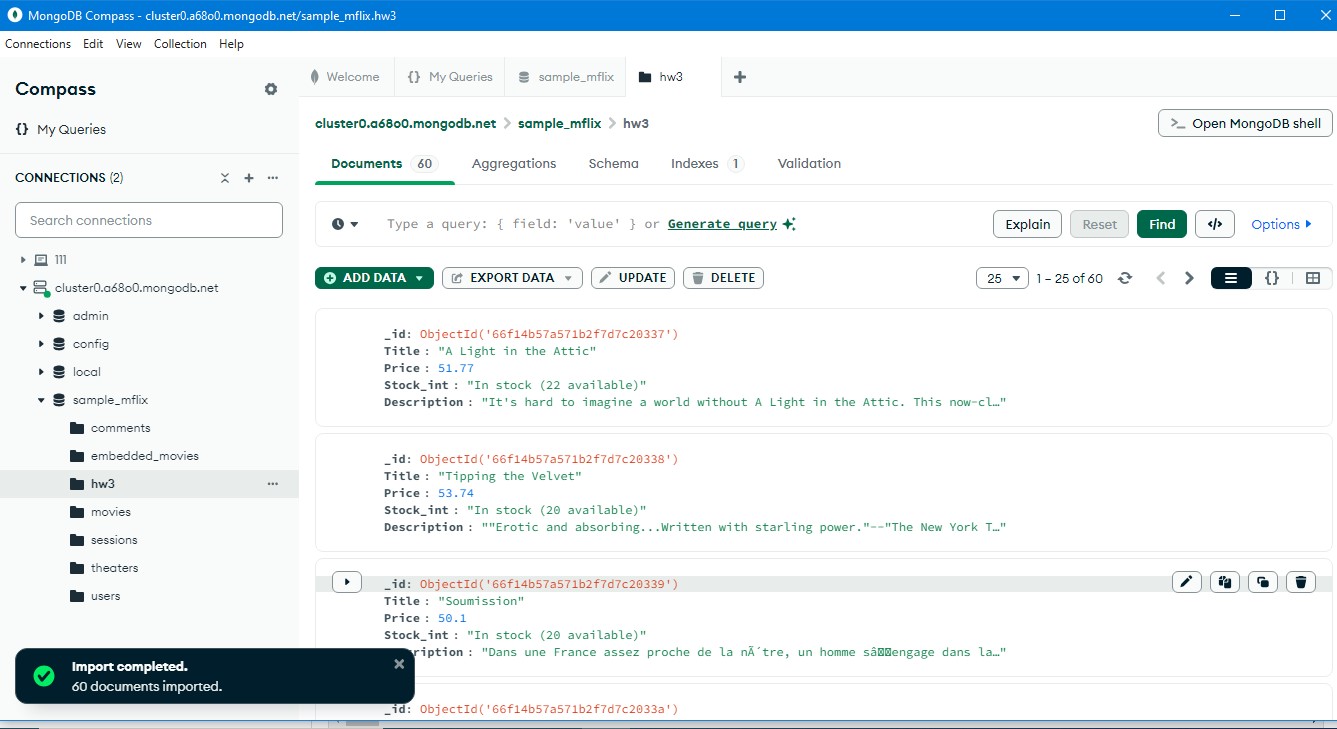 MongoDB Compass - cluster0.a68o0.mongodb.net/sample_mflix.hw3
Connections Edit View Collection Help
Compass
{} My Queries
CONNECTIONS (2)
Search connections
111
cluster0.a68o0.mongodb.net
admin
config
local
sample_mflix
comments
embedded_movies
hw3
movies
sessions
theaters
users
Welcome {} My Queries sample_mflix hw3
cluster0.a68o0.mongodb.net > sample_mflix > hw3
>_ Open MongoDB shell
Documents 60 Aggregations Schema Indexes 1 Validation
Type a query: { field: 'value' } or Generate query
Explain Reset Find </> Options
ADD DATA EXPORT DATA UPDATE DELETE
25 1 – 25 of 60 {}
_id: ObjectId('66f14b57a571b2f7d7c20337')
Title : "A Light in the Attic"
Price : 51.77
Stock_int : "In stock (22 available)"
Description : "It's hard to imagine a world without A Light in the Attic. This now-cl…"
_id: ObjectId('66f14b57a571b2f7d7c20338')
Title : "Tipping the Velvet"
Price : 53.74
Stock_int : "In stock (20 available)"
Description : ""Erotic and absorbing...Written with starling power."--"The New York T…"
_id: ObjectId('66f14b57a571b2f7d7c20339')
Title : "Soumission"
Price : 50.1
Stock_int : "In stock (20 available)"
ription : "Dans une France assez proche de la nÃ´tre, un homme sâengage dans la…"
_id: ObjectId('66f14b57a571b2f7d7c2033a')
Import completed.
60 documents imported.